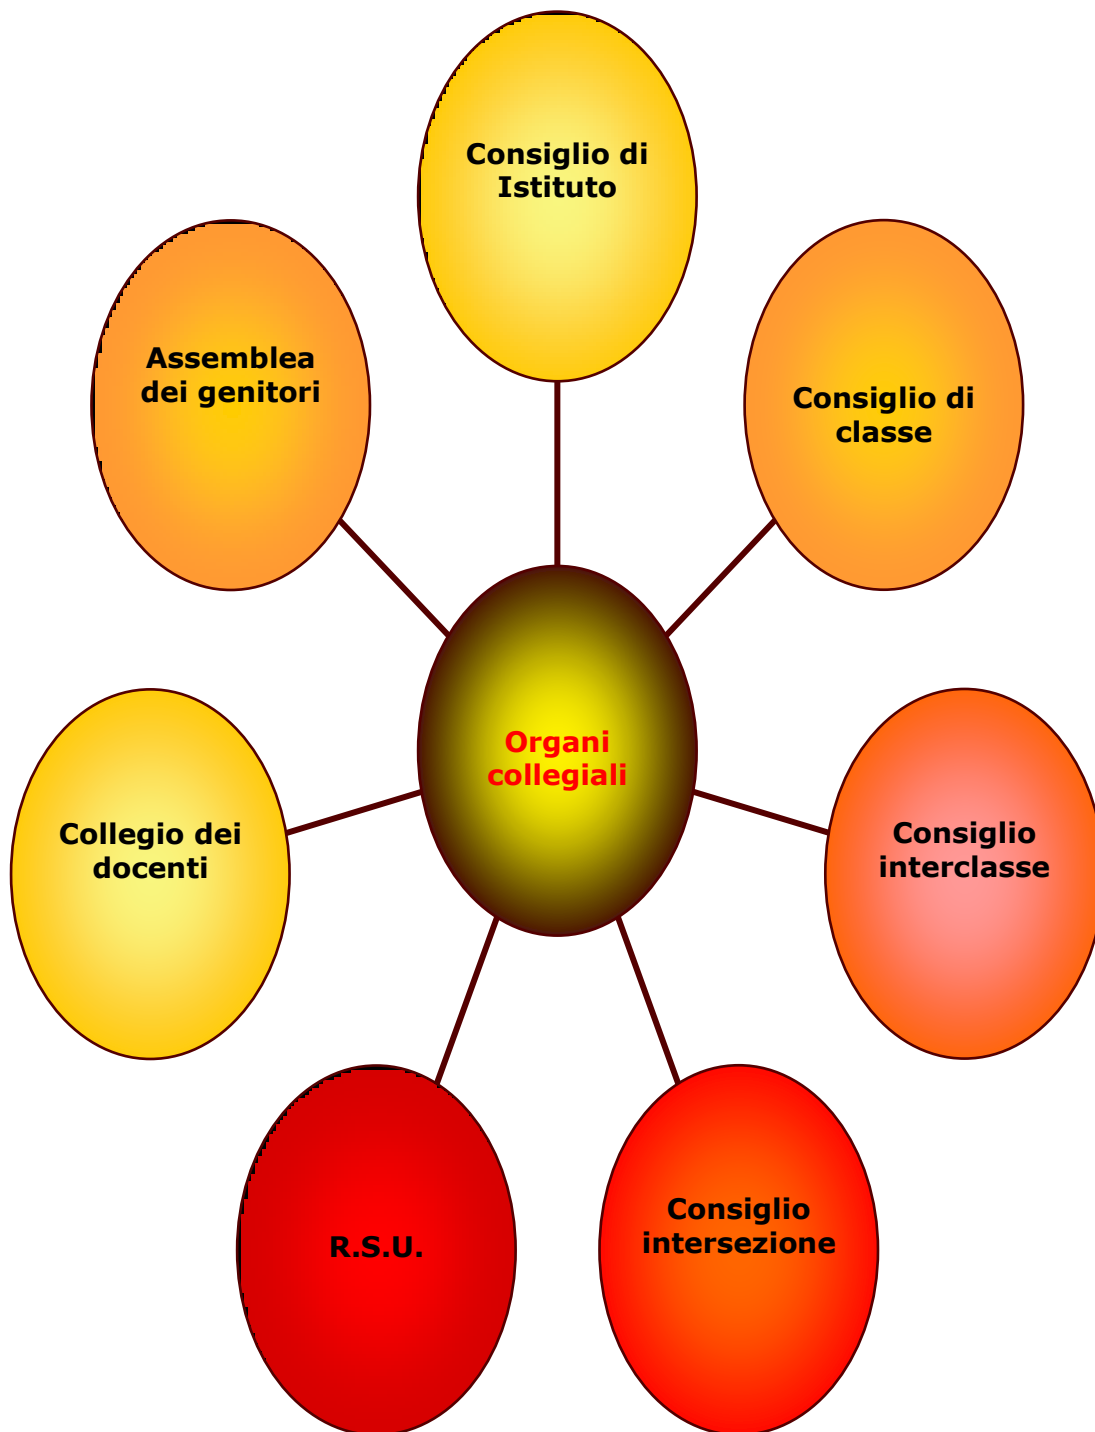 Consiglio di
Istituto
Assemblea
dei genitori
Consiglio di
classe
Organi
collegiali
Collegio dei
docenti
Consiglio
interclasse
R.S.U.
Consiglio
intersezione